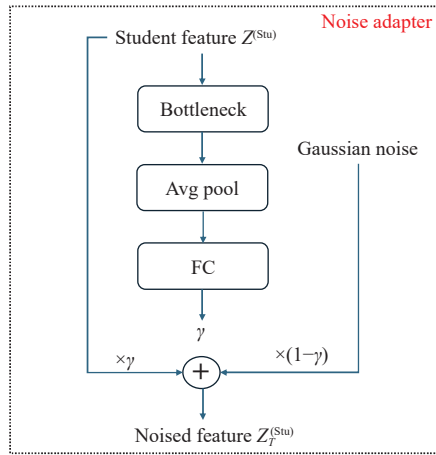 Noise adapter
Student feature Z^(Stu)
Bottleneck
Gaussian noise
Avg pool
FC
γ
×γ
×(1−γ)
+
Noised feature Z_T^(Stu)